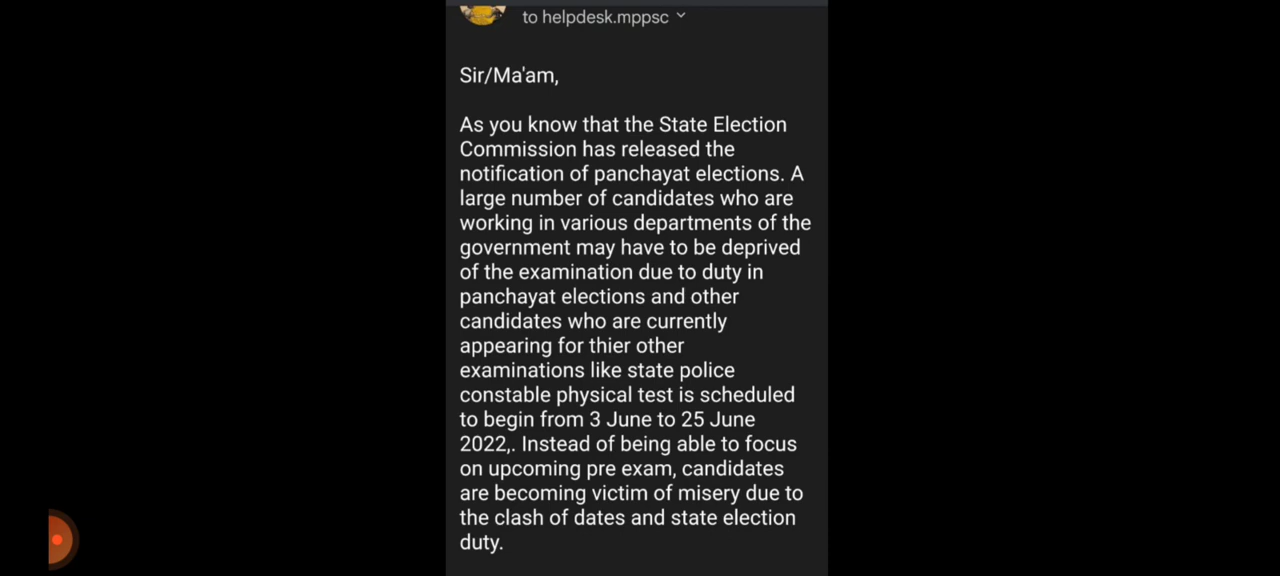 to helpdesk.mppsc
Sir/Ma'am,
As you know that the State Election
Commission has released the
notification of panchayat elections. A
large number of candidates who are
working in various departments of the
government may have to be deprived
of the examination due to duty in
panchayat elections and other
candidates who are currently
appearing for thier other
examinations like state police
constable physical test is scheduled
to begin from 3 June to 25 June
2022,. Instead of being able to focus
on upcoming pre exam, candidates
are becoming victim of misery due to
the clash of dates and state election
duty.